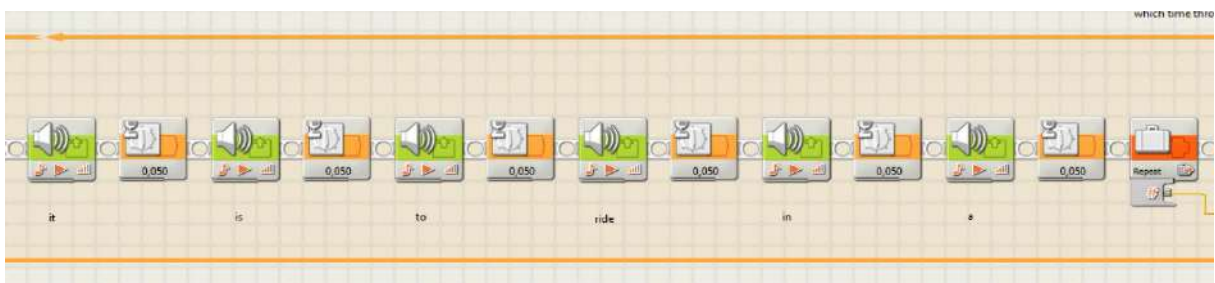 which time thro
0,050 0,050 0,050 0,050 0,050 0,050 Repeat
it is to ride in a